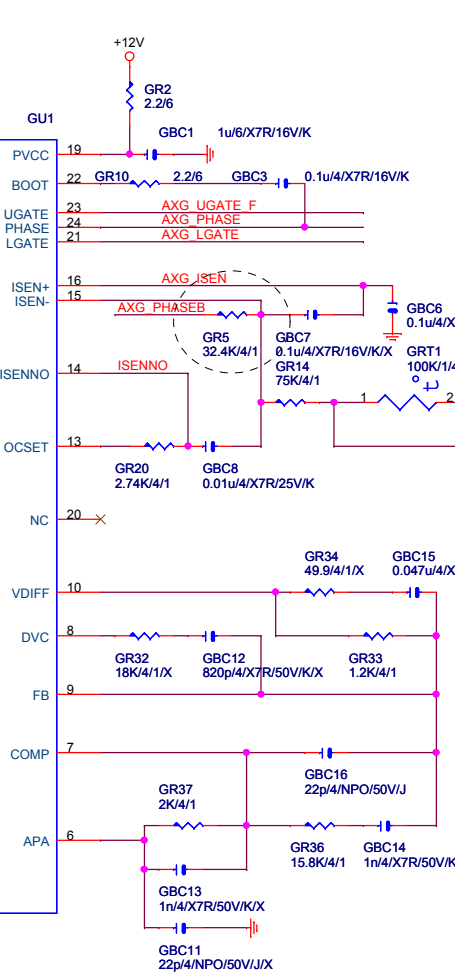 +12V
GR2
2.2/6
GU1
GBC1 1u/6/X7R/16V/K
PVCC 19
BOOT 22 GR10 2.2/6 GBC3 0.1u/4/X7R/16V/K
UGATE 23 AXG_UGATE_F
PHASE 24 AXG_PHASE
LGATE 21 AXG_LGATE
ISEN+ 16 AXG_ISEN
ISEN- 15
AXG_PHASEB
GBC6
0.1u/4/X
GR5 GBC7
32.4K/4/1 0.1u/4/X7R/16V/K/X
GR14 GRT1
75K/4/1 100K/1/4
ISENNO 14 ISENNO
t
1 2
OCSET 13
GR20 GBC8
2.74K/4/1 0.01u/4/X7R/25V/K
NC 20
GR34 GBC15
49.9/4/1/X 0.047u/4/X
VDIFF 10
DVC 8
GR32 GBC12 GR33
18K/4/1/X 820p/4/X7R/50V/K/X 1.2K/4/1
FB 9
COMP 7
GBC16
22p/4/NPO/50V/J
GR37
2K/4/1
APA 6
GR36 GBC14
15.8K/4/1 1n/4/X7R/50V/K
GBC13
1n/4/X7R/50V/K/X
GBC11
22p/4/NPO/50V/J/X